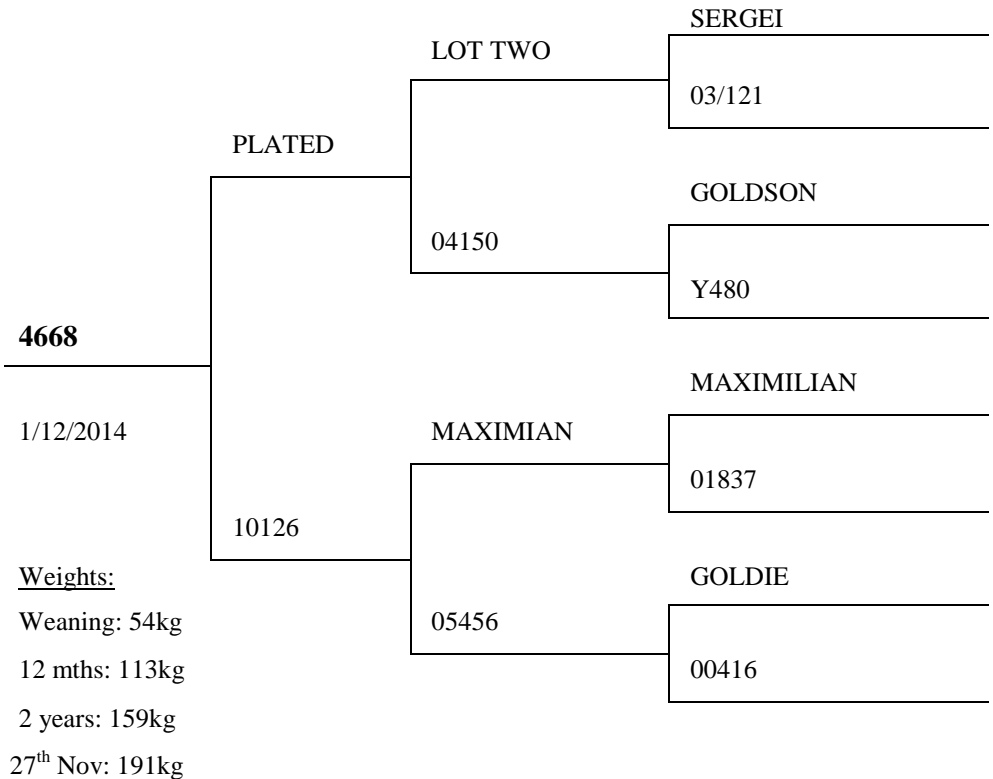 SERGEI
LOT TWO
03/121
PLATED
GOLDSON
04150
Y480
4668
MAXIMILIAN
1/12/2014
MAXIMIAN
01837
10126
Weights:
GOLDIE
Weaning: 54kg
05456
12 mths: 113kg
00416
2 years: 159kg
27th Nov: 191kg